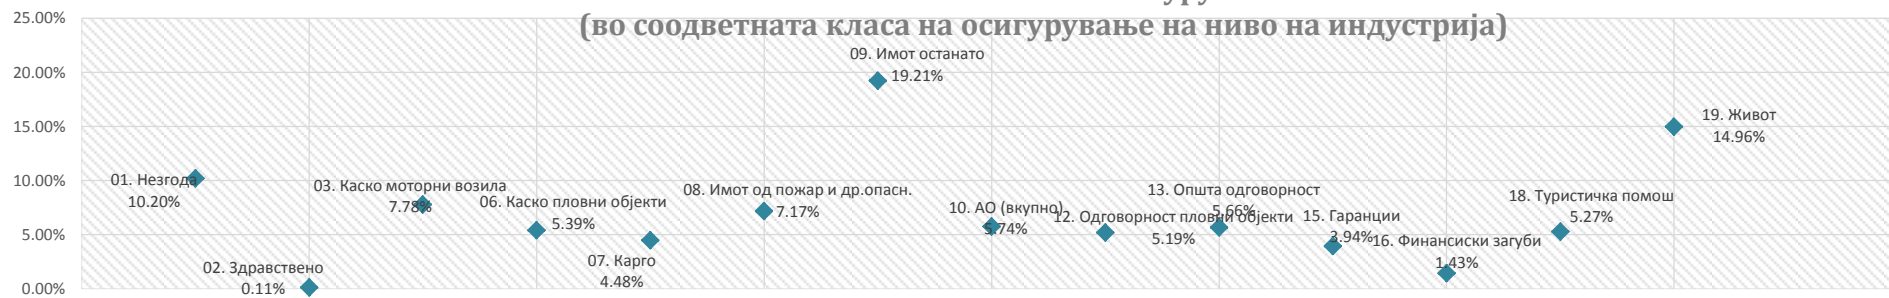 (во соодветната класа на осигурување на ниво на индустрија)
25.00%
20.00%
15.00%
10.00%
5.00%
0.00%
01. Незгода
10.20%
02. Здравствено
0.11%
03. Каско моторни возила
7.78%
06. Каско пловни објекти
5.39%
07. Карго
4.48%
08. Имот од пожар и др.опасн.
7.17%
09. Имот останато
19.21%
10. АО (вкупно)
5.74%
12. Одговорност пловни објекти
5.19%
13. Општа одговорност
5.66%
15. Гаранции
3.94%
16. Финансиски загуби
1.43%
18. Туристичка помош
5.27%
19. Живот
14.96%